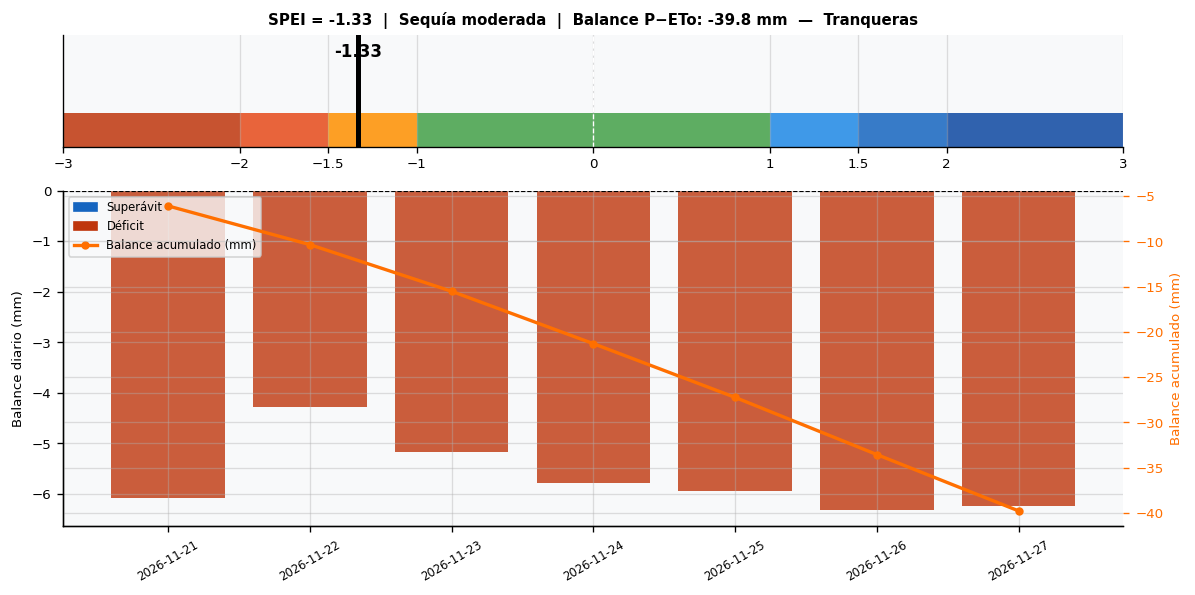 SPEI = -1.33 | Sequía moderada | Balance P−ETo: -39.8 mm — Tranqueras
-1.33
−3 −2 −1.5 −1 0 1 1.5 2 3
Superávit
Déficit
Balance acumulado (mm)
Balance diario (mm)
0
−1
−2
−3
−4
−5
−6
−5
−10
−15
−20
−25
−30
−35
−40
Balance acumulado (mm)
2026-11-21 2026-11-22 2026-11-23 2026-11-24 2026-11-25 2026-11-26 2026-11-27